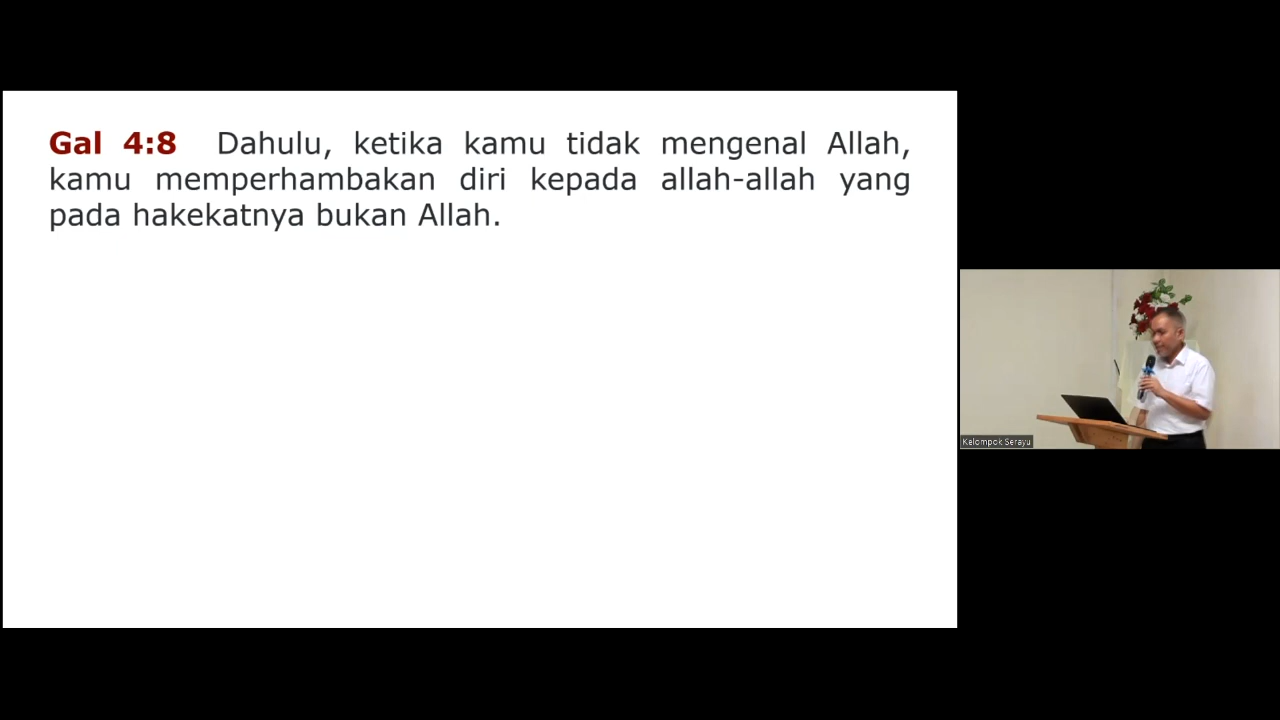 Gal 4:8 Dahulu, ketika kamu tidak mengenal Allah,
kamu memperhambakan diri kepada allah-allah yang
pada hakekatnya bukan Allah.
Kelompok Serayu